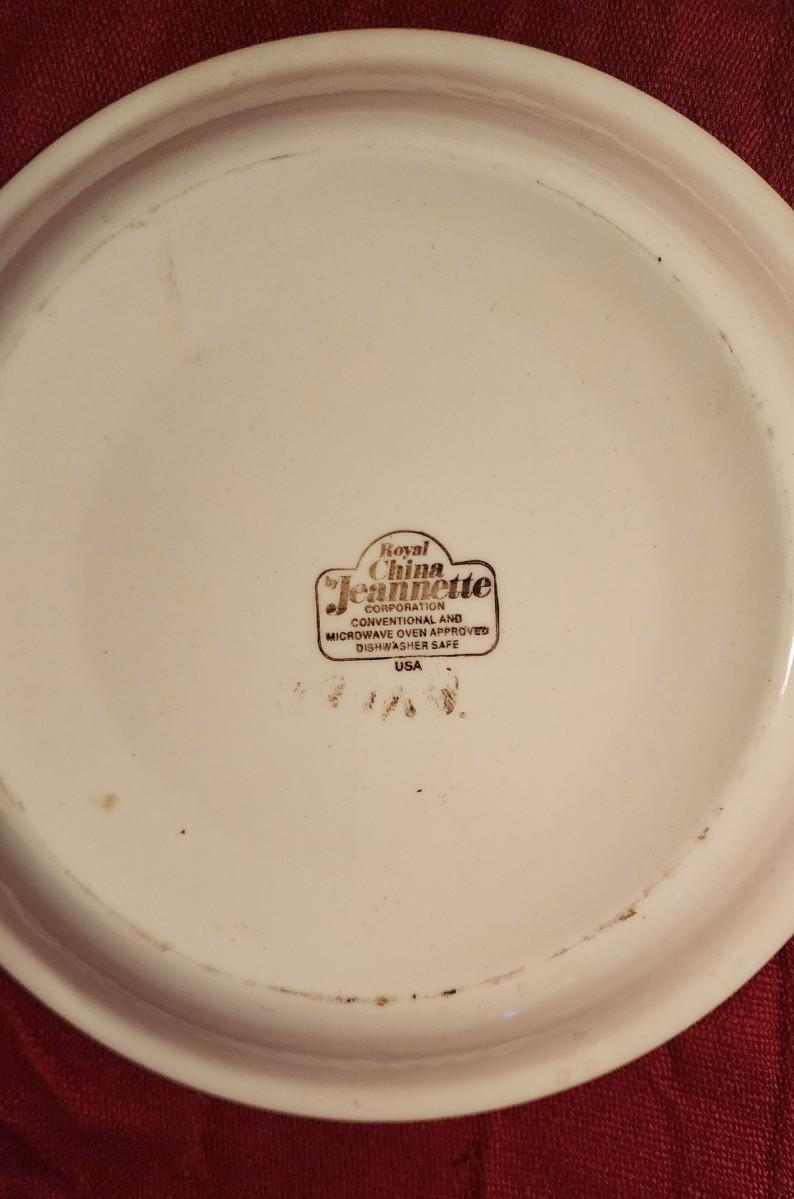 Royal
China
by Jeannette
CORPORATION
CONVENTIONAL AND
MICROWAVE OVEN APPROVED
DISHWASHER SAFE
USA